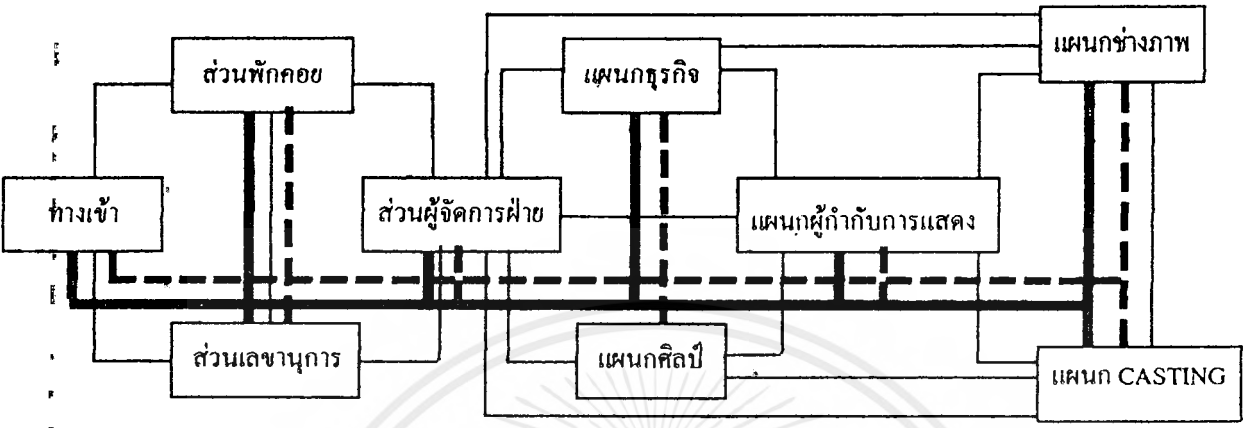 ส่วนพักคอย
แผนกธุรกิจ
แผนกช่างภาพ
ทางเข้า
ส่วนผู้จัดการฝ่าย
แผนกผู้กำกับการแสดง
ส่วนเลขานุการ
แผนกศิลป์
แผนก CASTING